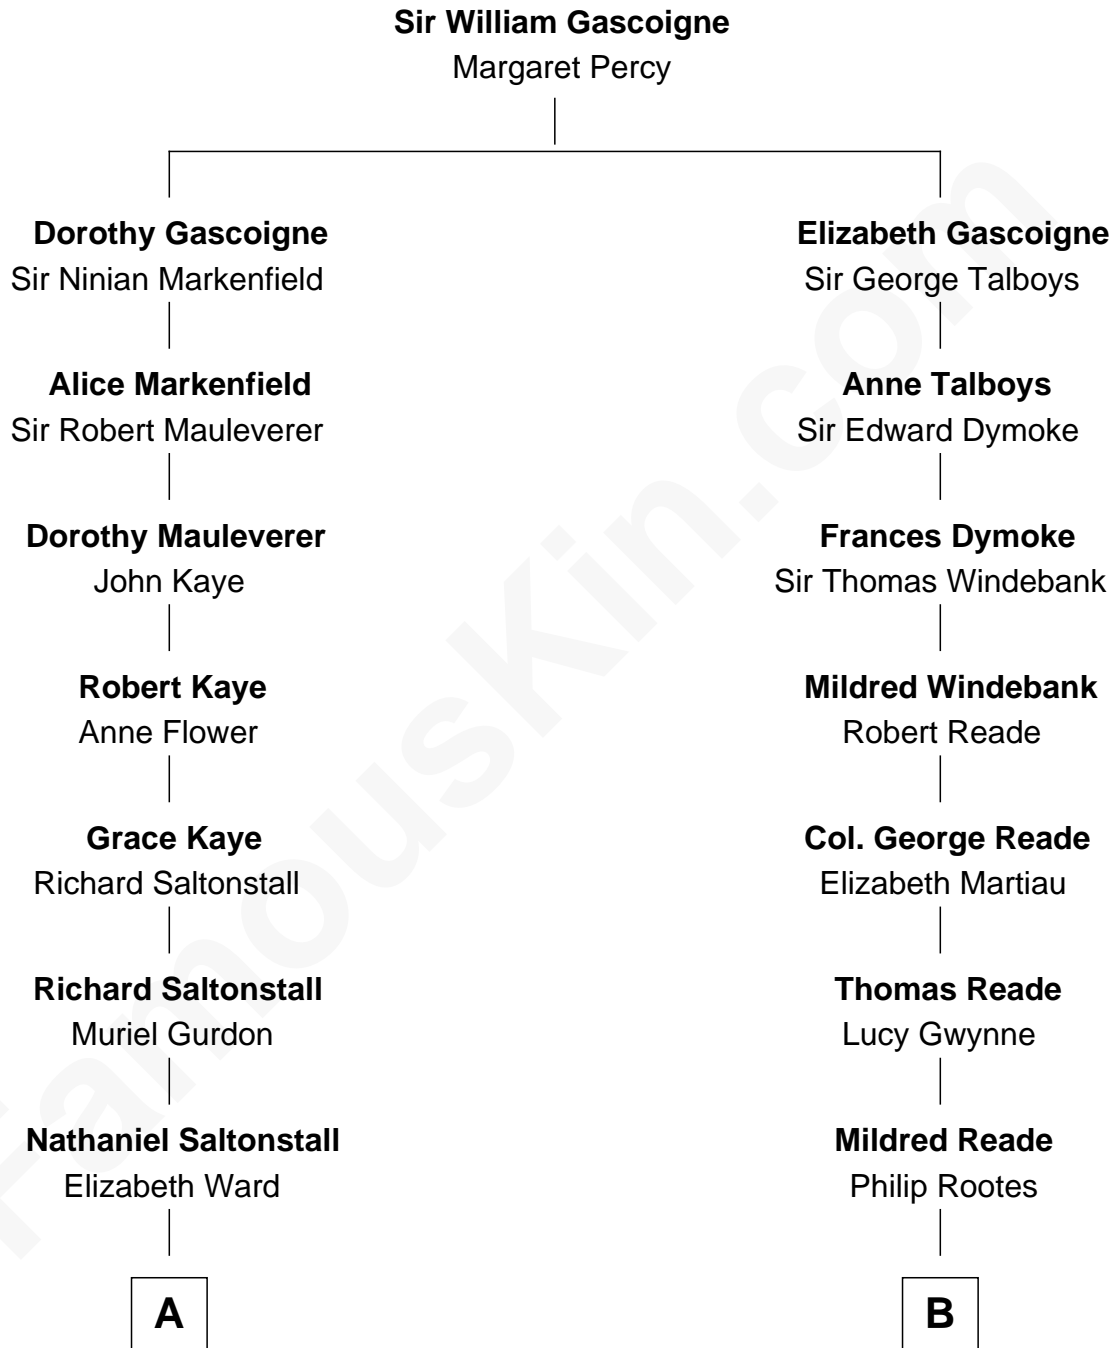 Sir William Gascoigne
Margaret Percy
Dorothy Gascoigne
Sir Ninian Markenfield
Elizabeth Gascoigne
Sir George Talboys
Alice Markenfield
Sir Robert Mauleverer
Anne Talboys
Sir Edward Dymoke
Dorothy Mauleverer
John Kaye
Frances Dymoke
Sir Thomas Windebank
Robert Kaye
Anne Flower
Mildred Windebank
Robert Reade
Grace Kaye
Richard Saltonstall
Col. George Reade
Elizabeth Martiau
Richard Saltonstall
Muriel Gurdon
Thomas Reade
Lucy Gwynne
Nathaniel Saltonstall
Elizabeth Ward
Mildred Reade
Philip Rootes
A
B
FamousKin.com